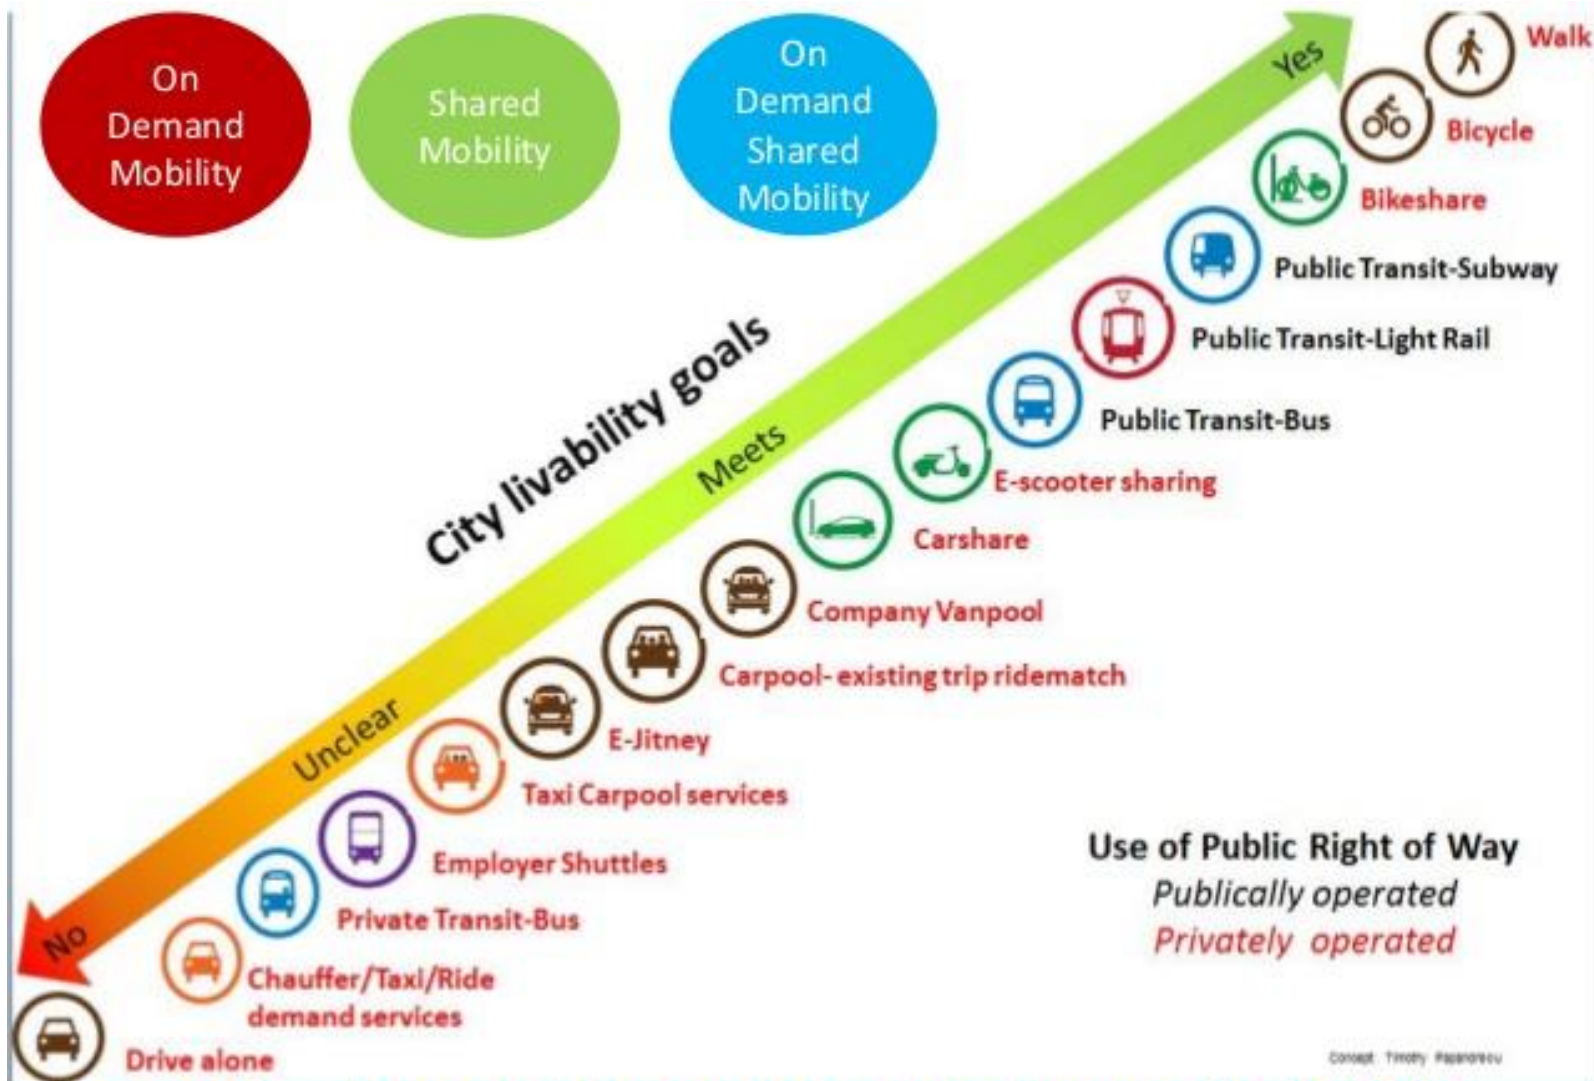 On
Demand
Mobility
Shared
Mobility
On
Demand
Shared
Mobility
Yes
Walk
Bicycle
Bikeshare
Public Transit-Subway
Public Transit-Light Rail
City livability goals
Public Transit-Bus
Meets
E-scooter sharing
Carshare
Company Vanpool
Carpool- existing trip ridematch
Unclear
E-Jitney
Taxi Carpool services
Employer Shuttles
Private Transit-Bus
No
Chauffer/Taxi/Ride
demand services
Drive alone
Use of Public Right of Way
Publically operated
Privately operated
Concept Timothy